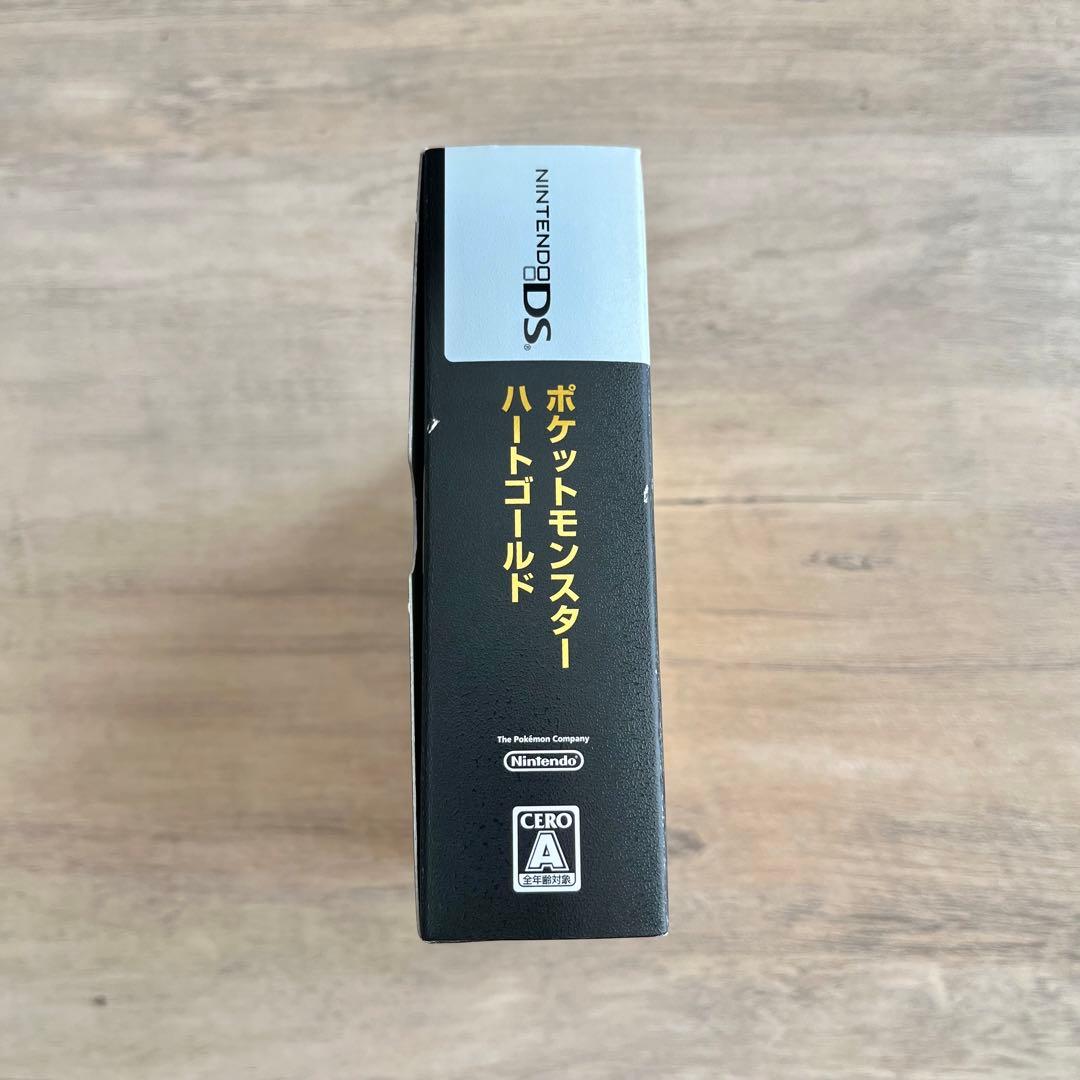 NINTENDO DS®
ポケットモンスター
ハートゴールド
The Pokémon Company
Nintendo®
CERO
A
全年齢対象